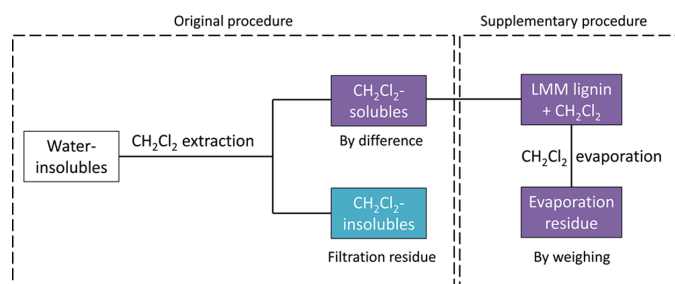 Original procedure
Supplementary procedure
CH₂Cl₂-
solubles
By difference
LMM lignin
+ CH₂Cl₂
Water-
insolubles
CH₂Cl₂ extraction
CH₂Cl₂ evaporation
CH₂Cl₂-
insolubles
Filtration residue
Evaporation
residue
By weighing